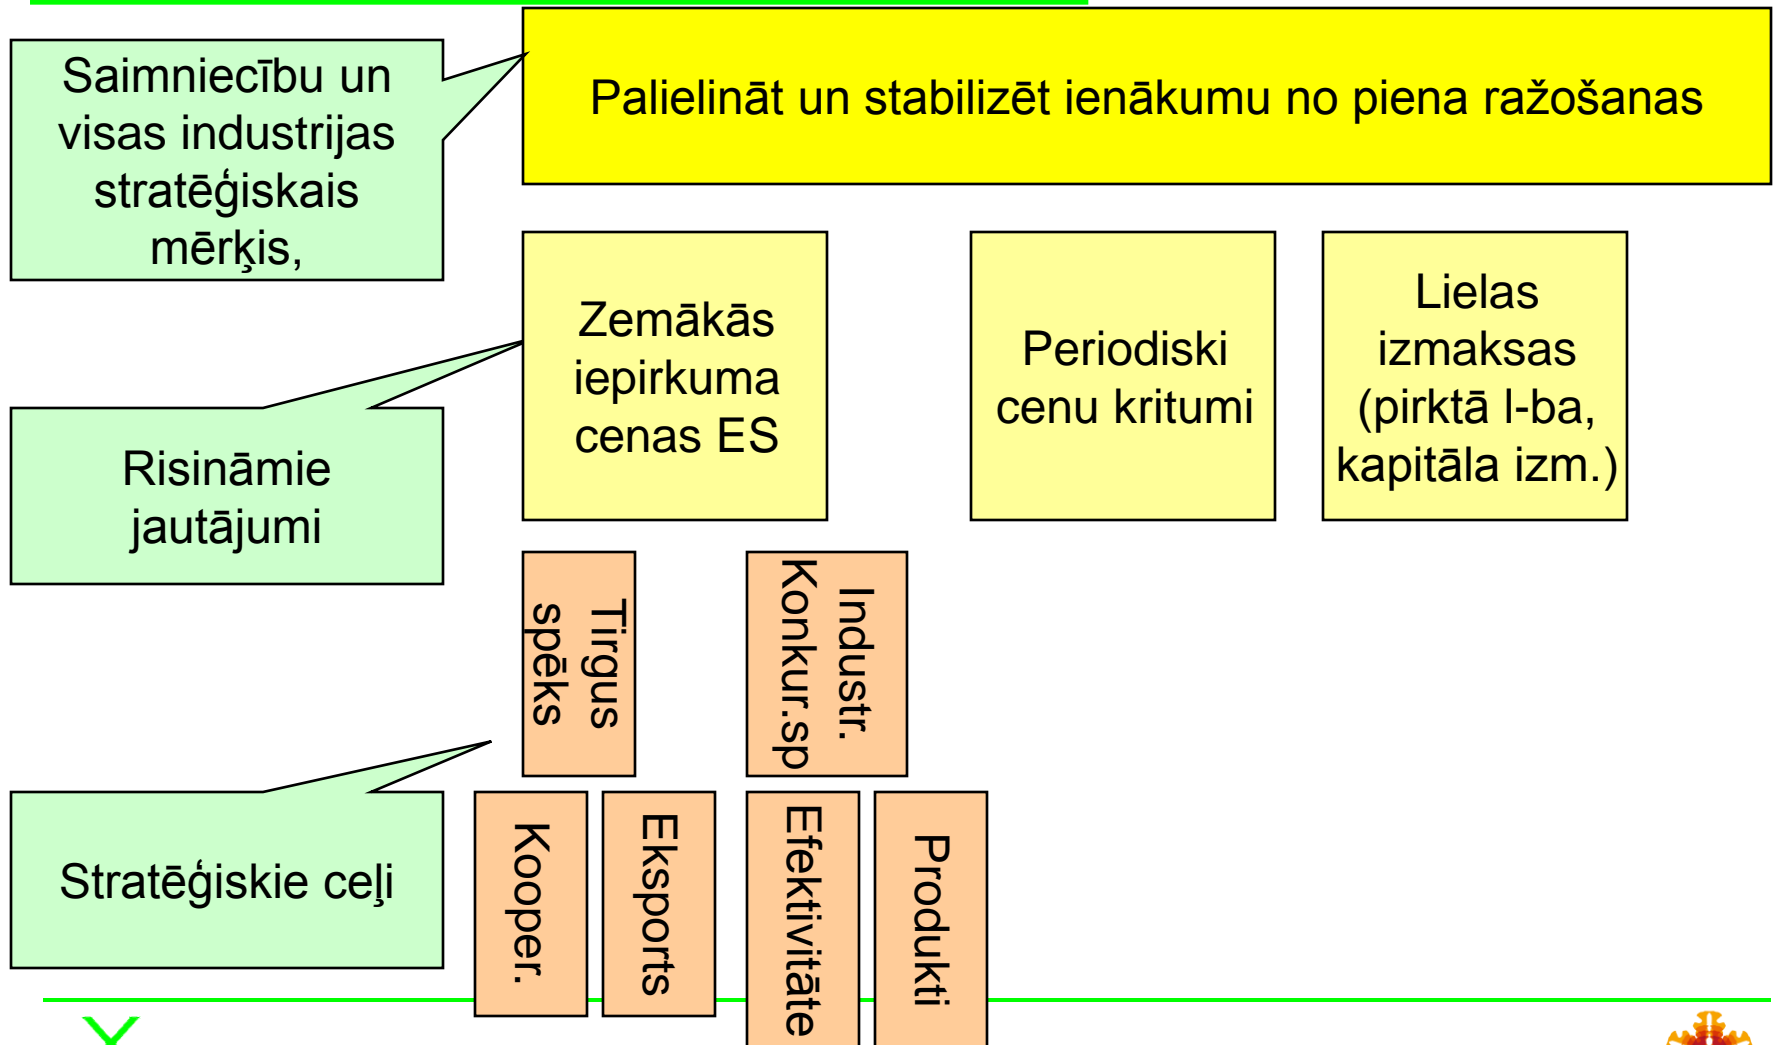 Saimniecību un
visas industrijas
stratēģiskais
mērķis,
Palielināt un stabilizēt ienākumu no piena ražošanas
Risināmie
jautājumi
Zemākās
iepirkuma
cenas ES
Periodiski
cenu kritumi
Lielas
izmaksas
(pirktā l-ba,
kapitāla izm.)
Stratēģiskie ceļi
Tirgus
spēks
Industr.
Konkur.sp
Kooper.
Eksports
Efektivitāte
Produkti